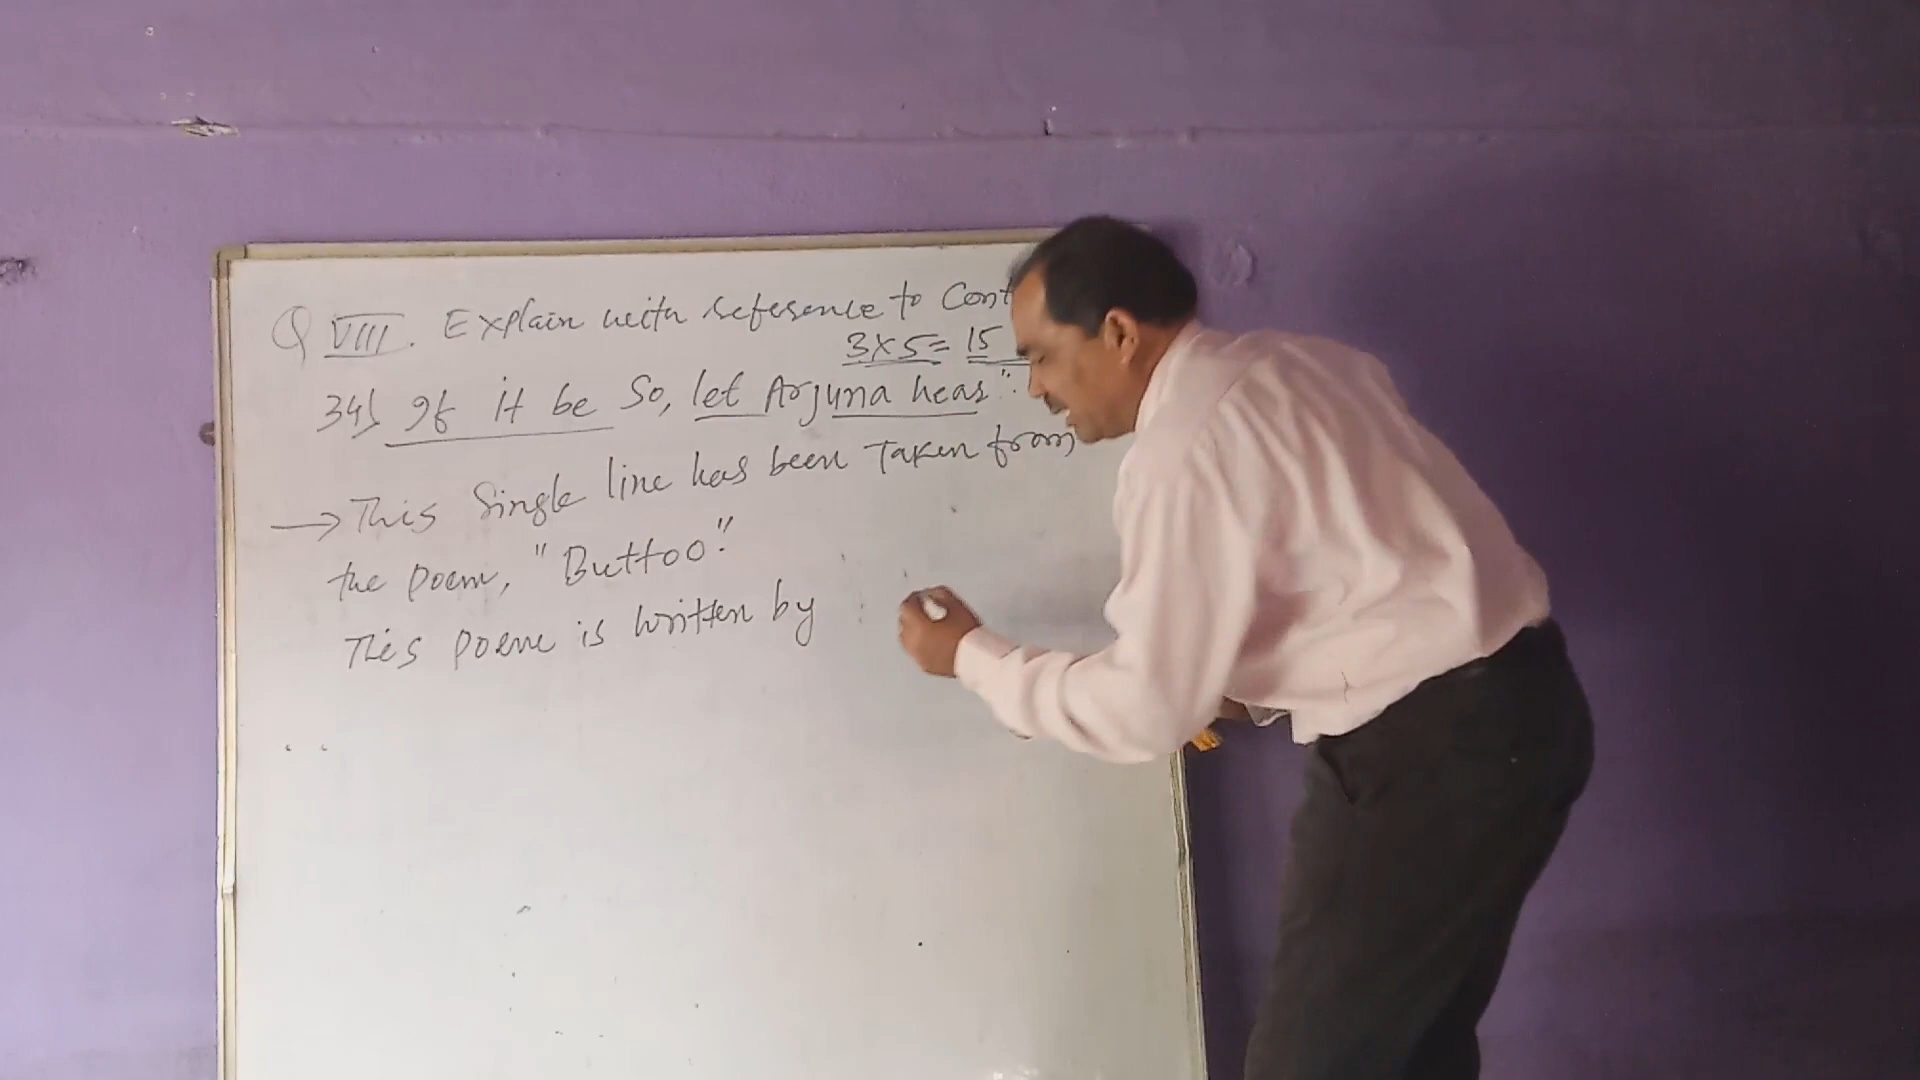 Q VIII. Explain with reference to Cont
3x5= 15
34) If it be So, let Arjuna hear".
→ This Single line has been Taken from
the poem, "Buttoo".
This poem is written by